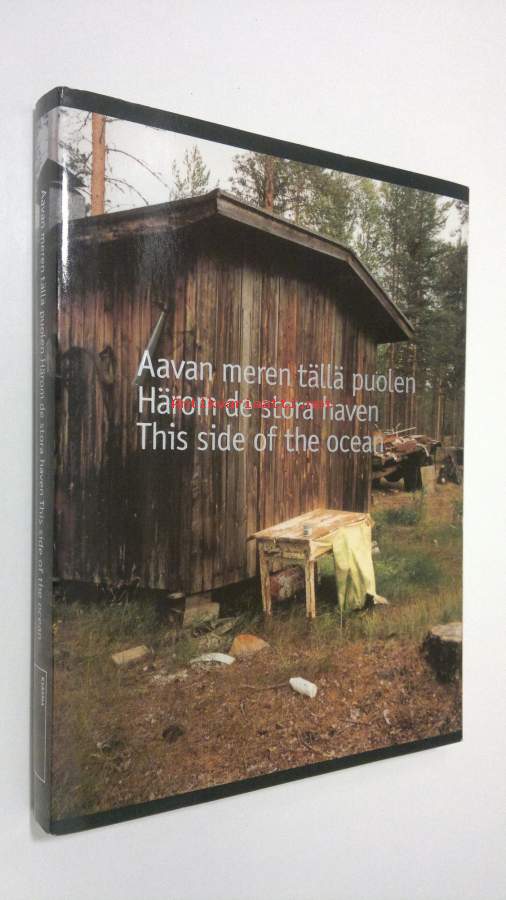 Aavan meren tällä puolen
Härom de stora haven
This side of the ocean
Aavan meren tällä puolen Härom de stora haven This side of the ocean
KIASMA